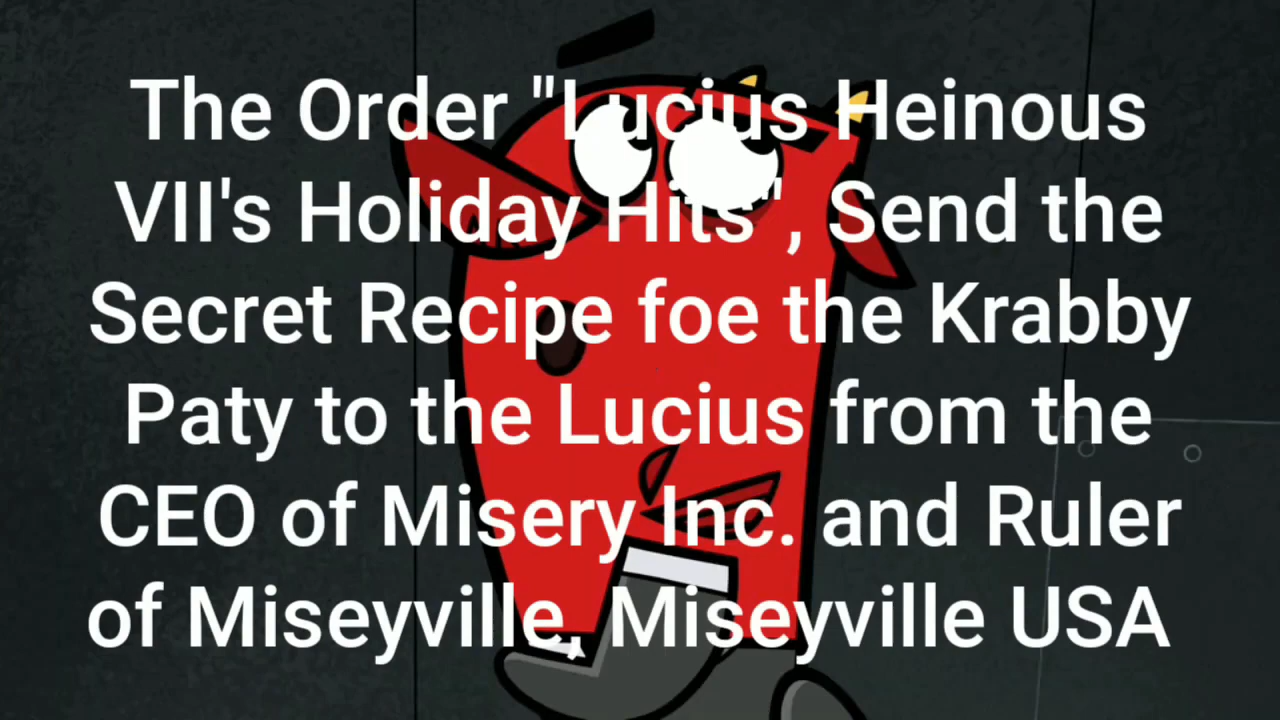 The Order "Lucius Heinous
VII's Holiday Hits", Send the
Secret Recipe foe the Krabby
Paty to the Lucius from the
CEO of Misery Inc. and Ruler
of Miseyville, Miseyville USA